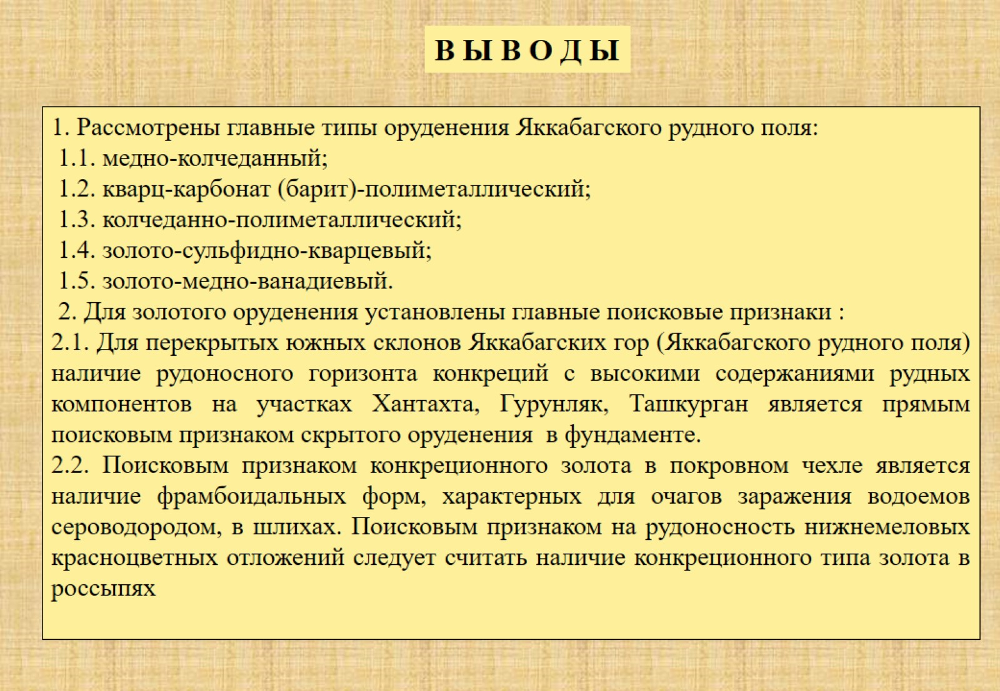 В Ы В О Д Ы
1. Рассмотрены главные типы оруденения Яккабагского рудного поля:
1.1. медно-колчеданный;
1.2. кварц-карбонат (барит)-полиметаллический;
1.3. колчеданно-полиметаллический;
1.4. золото-сульфидно-кварцевый;
1.5. золото-медно-ванадиевый.
2. Для золотого оруденения установлены главные поисковые признаки :
2.1. Для перекрытых южных склонов Яккабагских гор (Яккабагского рудного поля)
наличие рудоносного горизонта конкреций с высокими содержаниями рудных
компонентов на участках Хантахта, Гурунляк, Ташкурган является прямым
поисковым признаком скрытого оруденения в фундаменте.
2.2. Поисковым признаком конкреционного золота в покровном чехле является
наличие фрамбоидальных форм, характерных для очагов заражения водоемов
сероводородом, в шлихах. Поисковым признаком на рудоносность нижнемеловых
красноцветных отложений следует считать наличие конкреционного типа золота в
россыпях